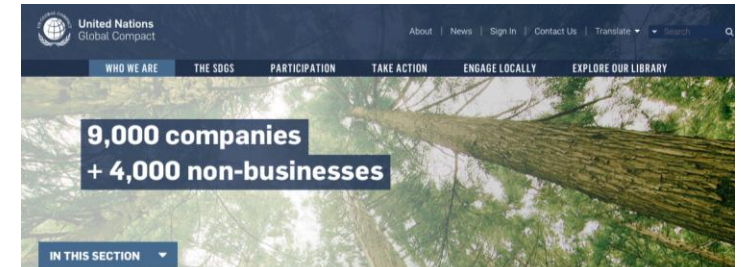 United Nations
Global Compact
About | News | Sign In | Contact Us | Translate Search
WHO WE ARE THE SDGS PARTICIPATION TAKE ACTION ENGAGE LOCALLY EXPLORE OUR LIBRARY
9,000 companies
+ 4,000 non-businesses
IN THIS SECTION